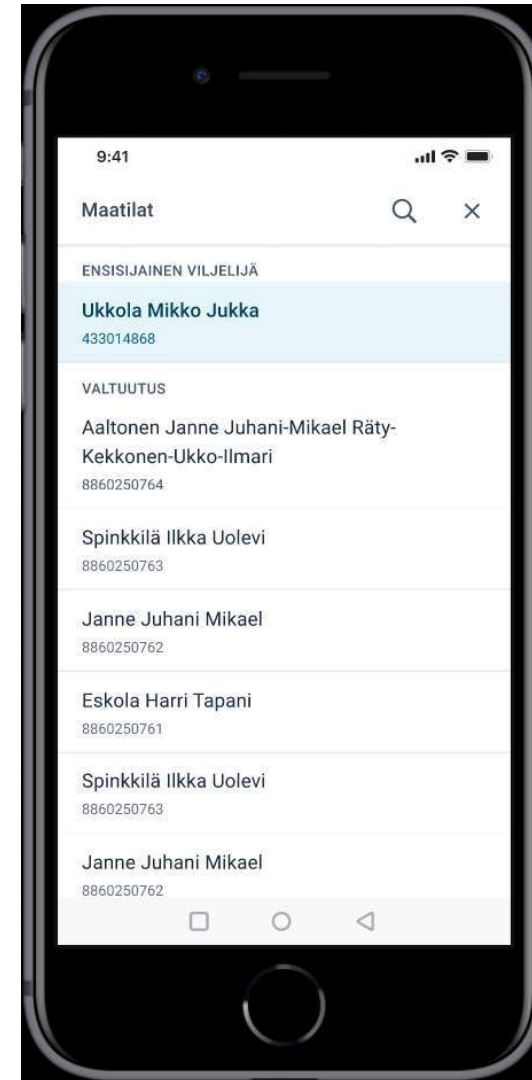 9:41
Maatilat
ENSISIJAINEN VILJELIJÄ
Ukkola Mikko Jukka
433014868
VALTUUTUS
Aaltonen Janne Juhani-Mikael Räty-
Kekkonen-Ukko-Ilmari
8860250764
Spinkkilä Ilkka Uolevi
8860250763
Janne Juhani Mikael
8860250762
Eskola Harri Tapani
8860250761
Spinkkilä Ilkka Uolevi
8860250763
Janne Juhani Mikael
8860250762